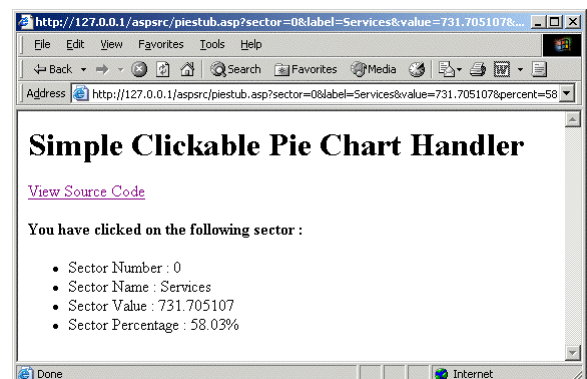 http://127.0.0.1/aspsrc/piestub.asp?sector=0&label=Services&value=731.705107&...
File Edit View Favorites Tools Help
Back Search Favorites Media
Address http://127.0.0.1/aspsrc/piestub.asp?sector=0&label=Services&value=731.705107&percent=58
Simple Clickable Pie Chart Handler
View Source Code
You have clicked on the following sector :
• Sector Number : 0
• Sector Name : Services
• Sector Value : 731.705107
• Sector Percentage : 58.03%
Done Internet